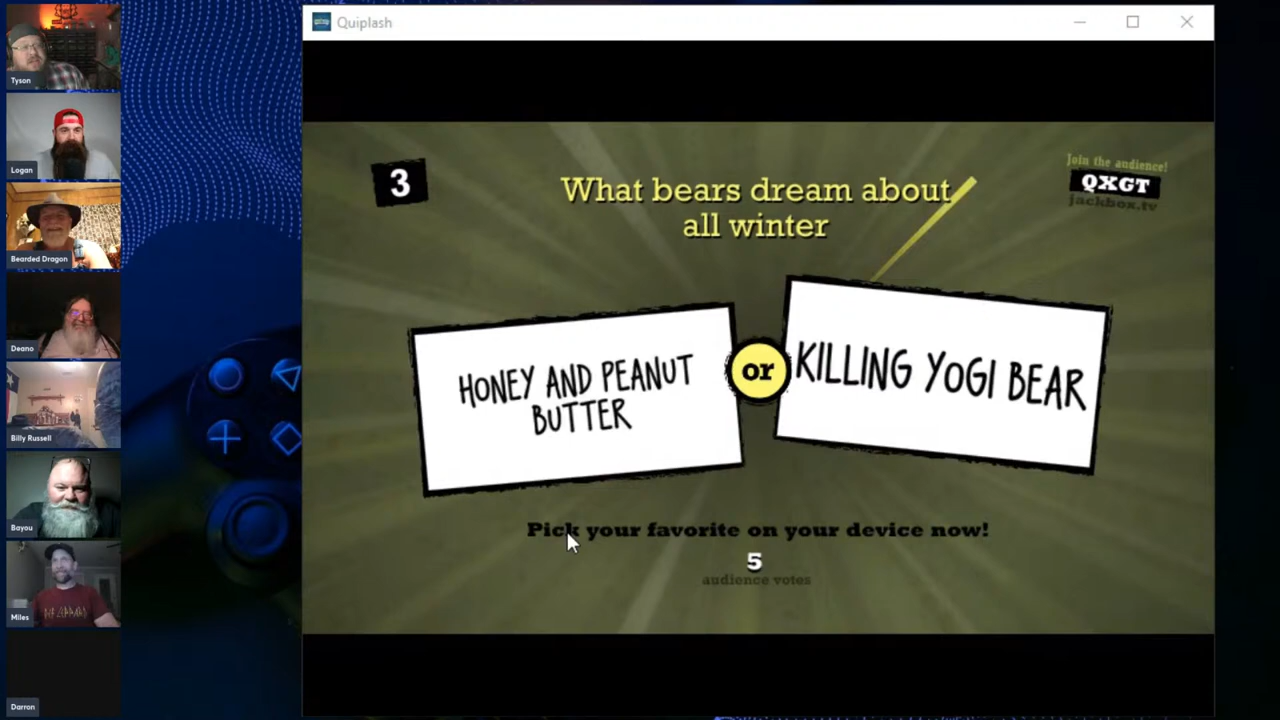 Quiplash
Tyson
Logan
Bearded Dragon
Deano
Billy Russell
Bayou
Miles
Darron
3
What bears dream about
all winter
Join the audience!
QXGT
jackbox.tv
HONEY AND PEANUT
BUTTER
or
KILLING YOGI BEAR
Pick your favorite on your device now!
5
audience votes